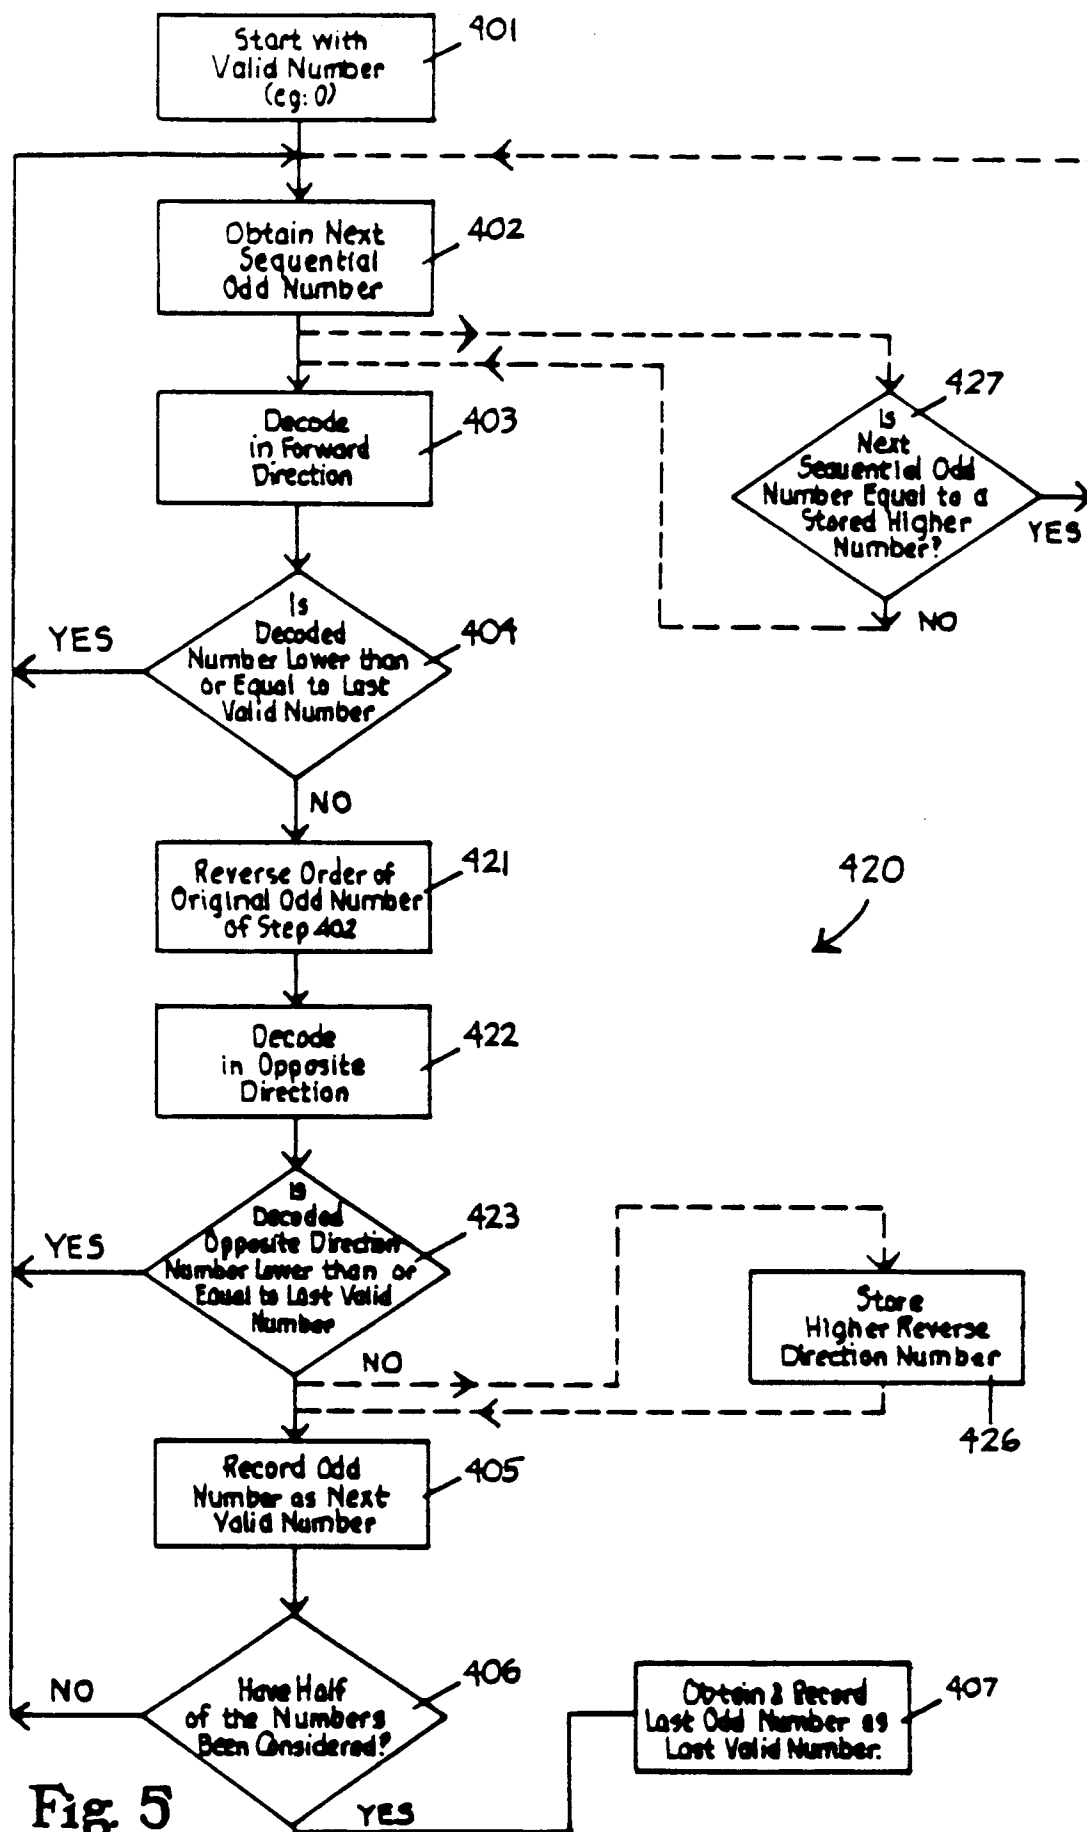 Start with
Valid Number
(eg: 0)
401
Obtain Next
Sequential
Odd Number
402
Decode
in Forward
Direction
403
Is
Next
Sequential Odd
Number Equal to a
Stored Higher
Number?
427
YES
NO
Is
Decoded
Number Lower than
or Equal to Last
Valid Number
404
YES
NO
Reverse Order of
Original Odd Number
of Step 402
421
420
Decode
in Opposite
Direction
422
Is
Decoded
Opposite Direction
Number Lower than or
Equal to Last Valid
Number
423
YES
NO
Store
Higher Reverse
Direction Number
426
Record Odd
Number as Next
Valid Number
405
Have Half
of the Numbers
Been Considered?
406
NO
YES
Obtain & Record
Last Odd Number as
Last Valid Number.
407
Fig. 5